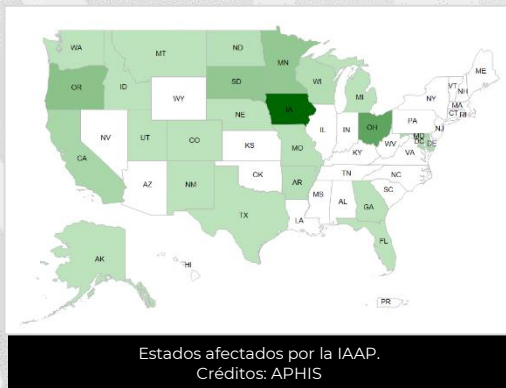 WA
MT
ND
MN
OR
ID
SD
WI
MI
ME
VT
NH
NY
MA
CT
RI
WY
IA
NE
PA
NJ
NV
UT
CO
IL
IN
OH
MD
DC
DE
WV
VA
CA
KS
MO
KY
NC
TN
AZ
NM
OK
AR
SC
MS
AL
GA
TX
LA
FL
AK
HI
PR
Estados afectados por la IAAP.
Créditos: APHIS